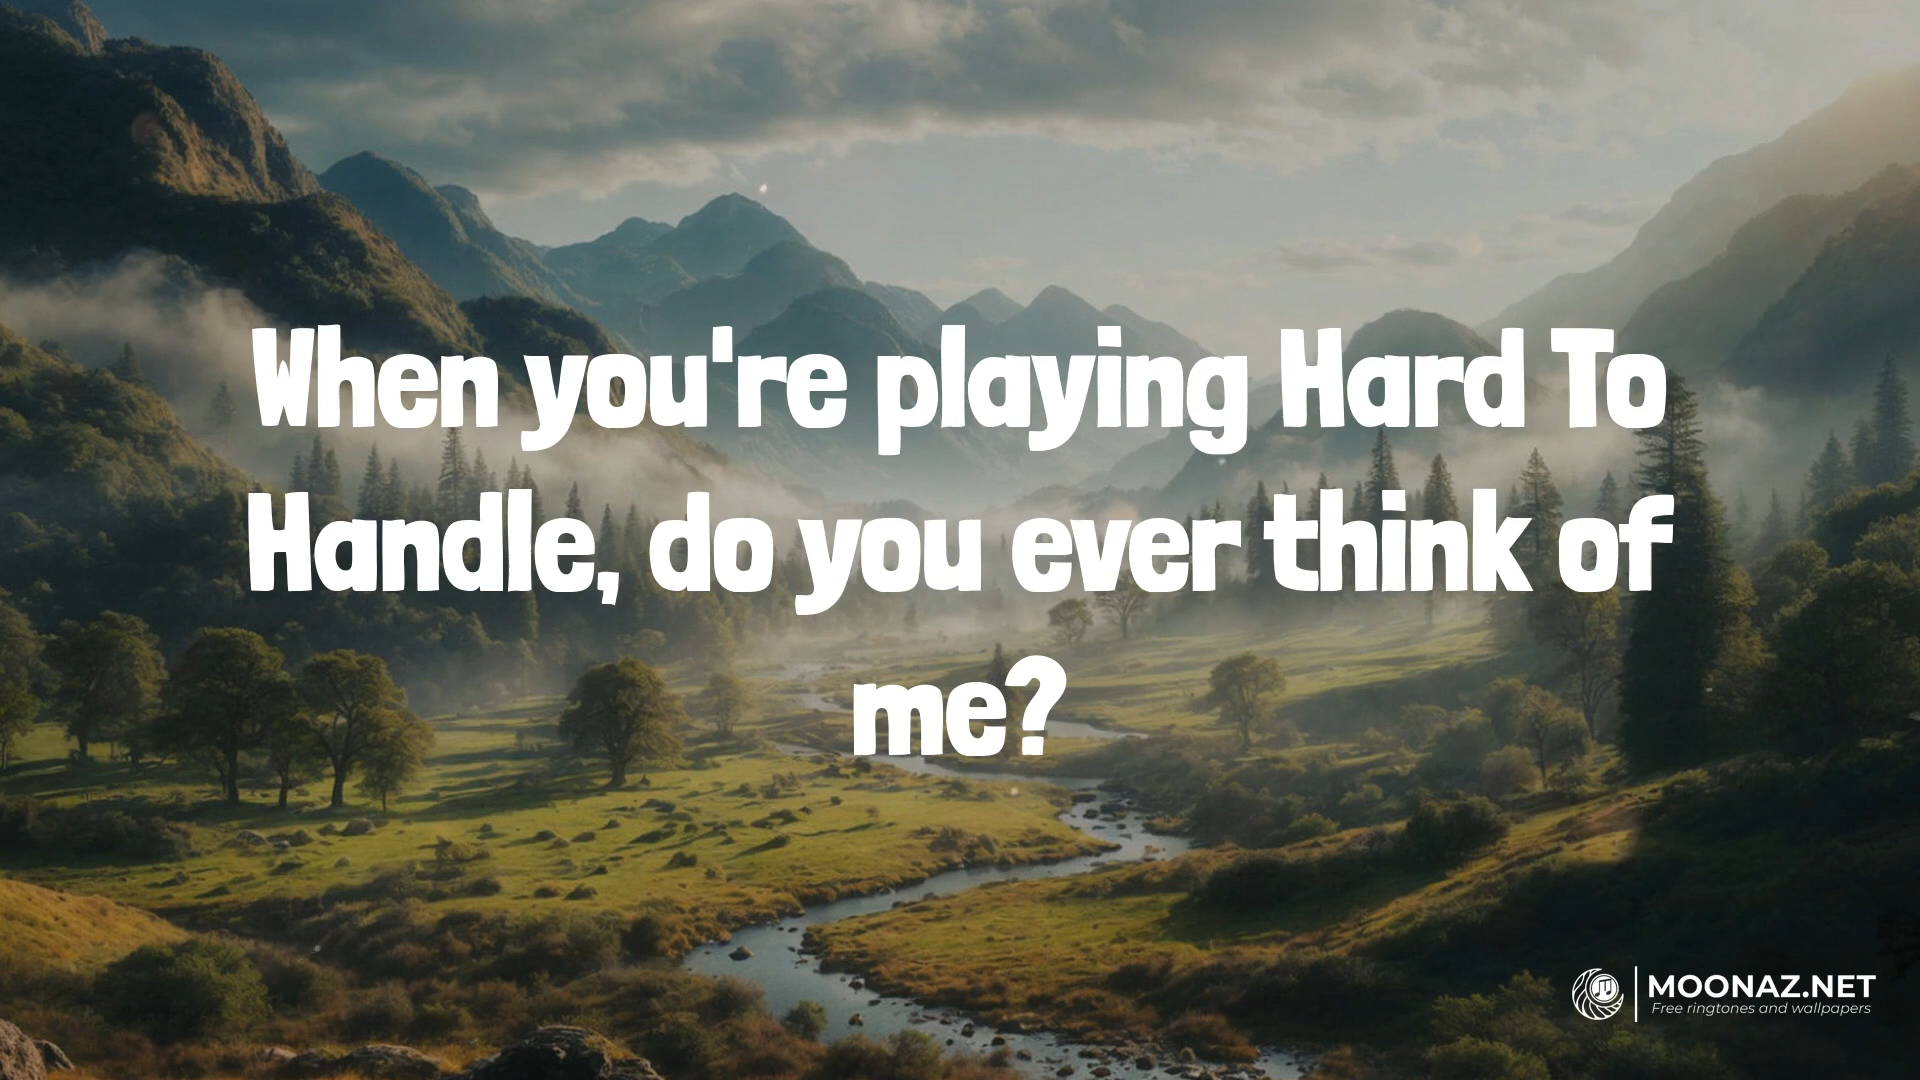 When you're playing Hard To
Handle, do you ever think of
me?
MOONAZ.NET
Free ringtones and wallpapers